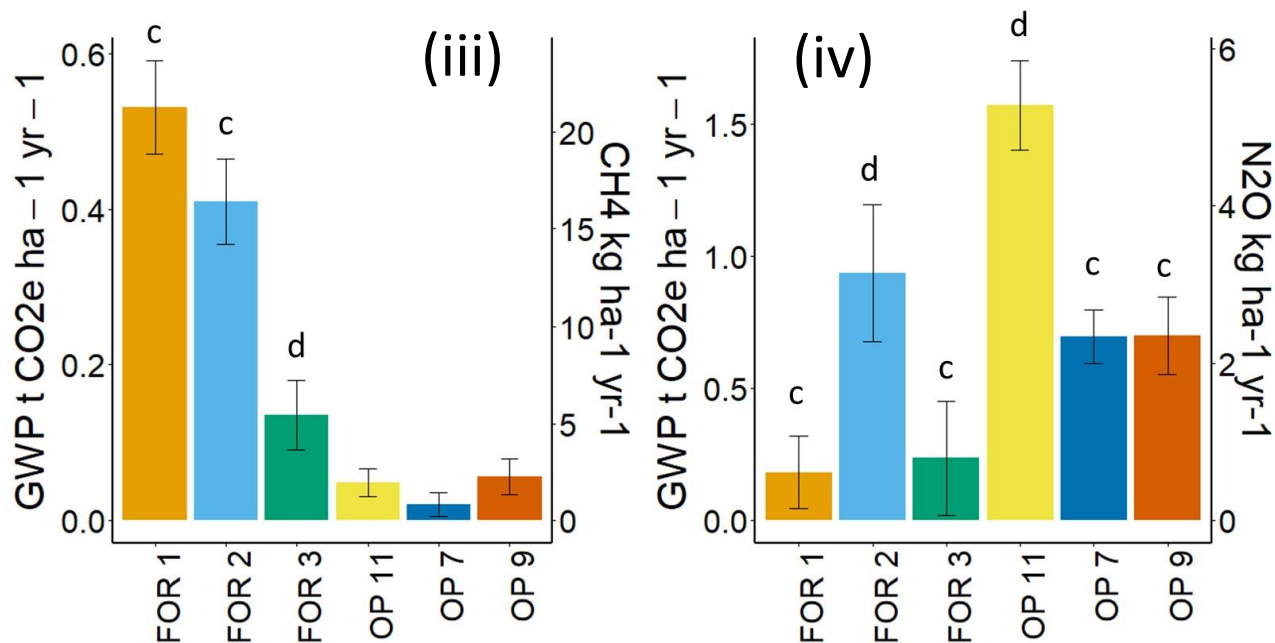 (iii)
GWP t CO2e ha – 1 yr – 1
0.6
0.4
0.2
0.0
c
c
d
20
15
10
5
0
CH4 kg ha-1 yr-1
FOR 1
FOR 2
FOR 3
OP 11
OP 7
OP 9
(iv)
GWP t CO2e ha – 1 yr – 1
1.5
1.0
0.5
0.0
c
d
c
d
c
c
6
4
2
0
N2O kg ha-1 yr-1
FOR 1
FOR 2
FOR 3
OP 11
OP 7
OP 9